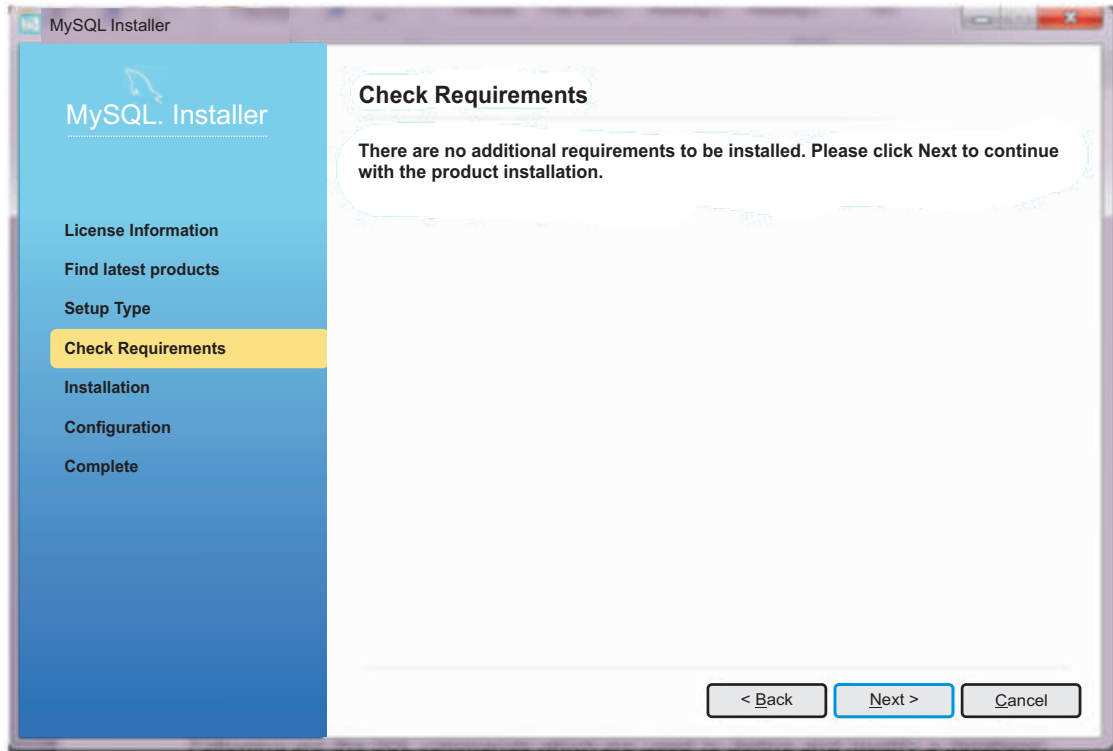 MySQL Installer
MySQL. Installer
License Information
Find latest products
Setup Type
Check Requirements
Installation
Configuration
Complete
Check Requirements
There are no additional requirements to be installed. Please click Next to continue
with the product installation.
< Back
Next >
Cancel